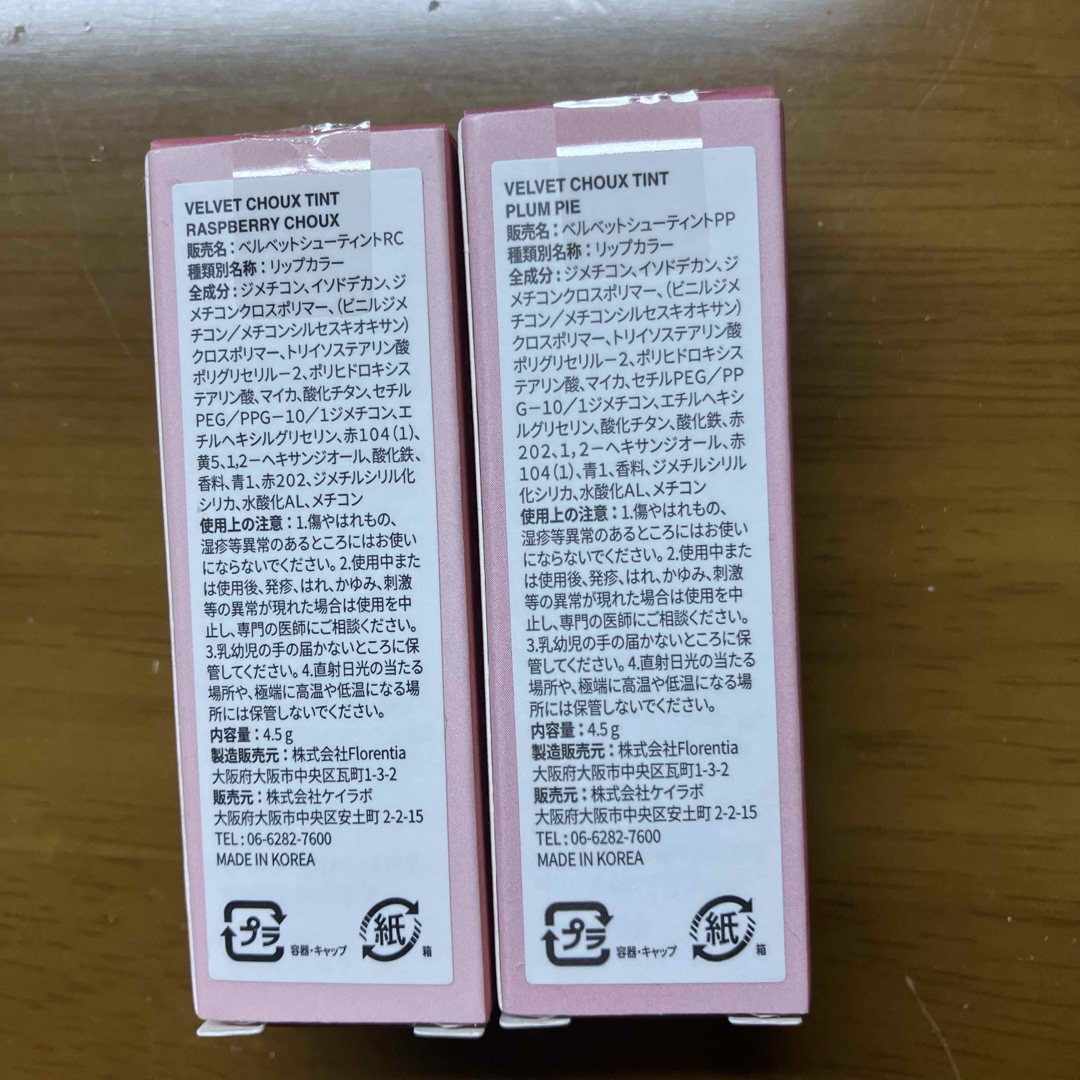 VELVET CHOUX TINT
RASPBERRY CHOUX
販売名：ベルベットシューティントRC
種類別名称：リップカラー
全成分：ジメチコン、イソドデカン、ジ
メチコンクロスポリマー、（ビニルジメ
チコン／メチコンシルセスキオキサン）
クロスポリマー、トリイソステアリン酸
ポリグリセリル－2、ポリヒドロキシス
テアリン酸、マイカ、酸化チタン、セチル
PEG／PPG－10／1ジメチコン、エ
チルヘキシルグリセリン、赤104（1）、
黄5、1,2－ヘキサンジオール、酸化鉄、
香料、青1、赤202、ジメチルシリル化
シリカ、水酸化AL、メチコン
使用上の注意：1.傷やはれもの、
湿疹等異常のあるところにはお使い
にならないでください。2.使用中また
は使用後、発疹、はれ、かゆみ、刺激
等の異常が現れた場合は使用を中
止し、専門の医師にご相談ください。
3.乳幼児の手の届かないところに保
管してください。4.直射日光の当たる
場所や、極端に高温や低温になる場
所には保管しないでください。
内容量：4.5g
製造販売元：株式会社Florentia
大阪府大阪市中央区瓦町1-3-2
販売元：株式会社ケイラボ
大阪府大阪市中央区安土町2-2-15
TEL：06-6282-7600
MADE IN KOREA
プラ
容器・キャップ
紙
箱
VELVET CHOUX TINT
PLUM PIE
販売名：ベルベットシューティントPP
種類別名称：リップカラー
全成分：ジメチコン、イソドデカン、ジ
メチコンクロスポリマー、（ビニルジメ
チコン／メチコンシルセスキオキサン）
クロスポリマー、トリイソステアリン酸
ポリグリセリル－2、ポリヒドロキシス
テアリン酸、マイカ、セチルPEG／PP
G－10／1ジメチコン、エチルヘキシ
ルグリセリン、酸化チタン、酸化鉄、赤
202、1,2－ヘキサンジオール、赤
104（1）、青1、香料、ジメチルシリル
化シリカ、水酸化AL、メチコン
使用上の注意：1.傷やはれもの、
湿疹等異常のあるところにはお使い
にならないでください。2.使用中また
は使用後、発疹、はれ、かゆみ、刺激
等の異常が現れた場合は使用を中
止し、専門の医師にご相談ください。
3.乳幼児の手の届かないところに保
管してください。4.直射日光の当たる
場所や、極端に高温や低温になる場
所には保管しないでください。
内容量：4.5g
製造販売元：株式会社Florentia
大阪府大阪市中央区瓦町1-3-2
販売元：株式会社ケイラボ
大阪府大阪市中央区安土町2-2-15
TEL：06-6282-7600
MADE IN KOREA
プラ
容器・キャップ
紙
箱